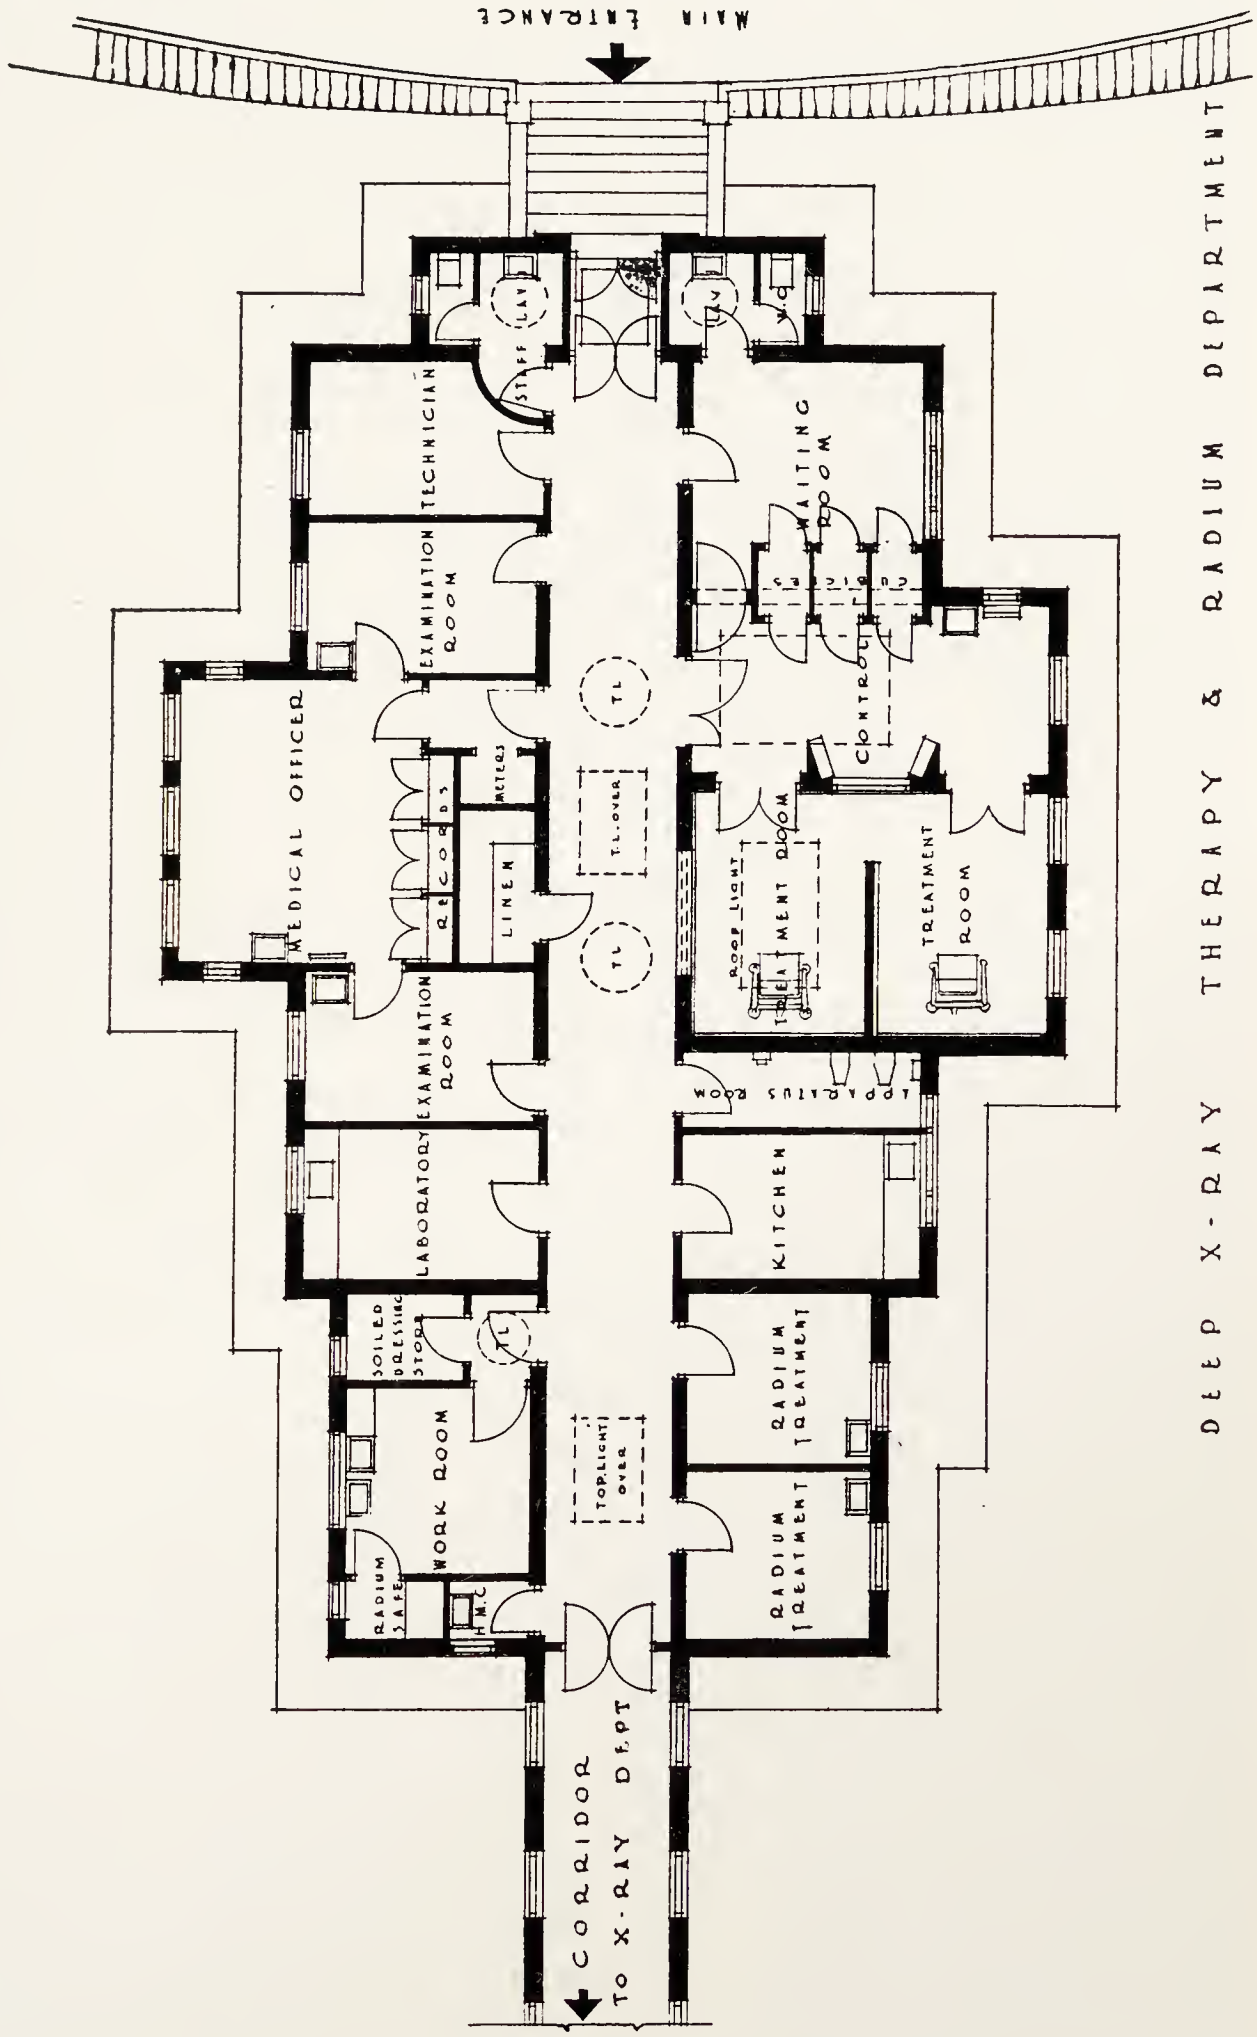 MAIN ENTRANCE
DEEP X-RAY THERAPY & RADIUM DEPARTMENT
STAFF LAV.
LAV.
W.C.
TECHNICIAN
WAITING
ROOM
EXAMINATION
ROOM
CUBICLES
CONTROL
TL
MEDICAL OFFICER
METERS
RECORDS
LINEN
T.L. OVER
TL
ROOF LIGHT
TREATMENT ROOM
TREATMENT
ROOM
EXAMINATION
ROOM
APPARATUS ROOM
LABORATORY
KITCHEN
SOILED
DRESSING
STORE
TL
RADIUM
TREATMENT
WORK ROOM
TOP LIGHT
OVER
RADIUM
TREATMENT
RADIUM
SAFE
H.M.C.
CORRIDOR
TO X-RAY DEPT